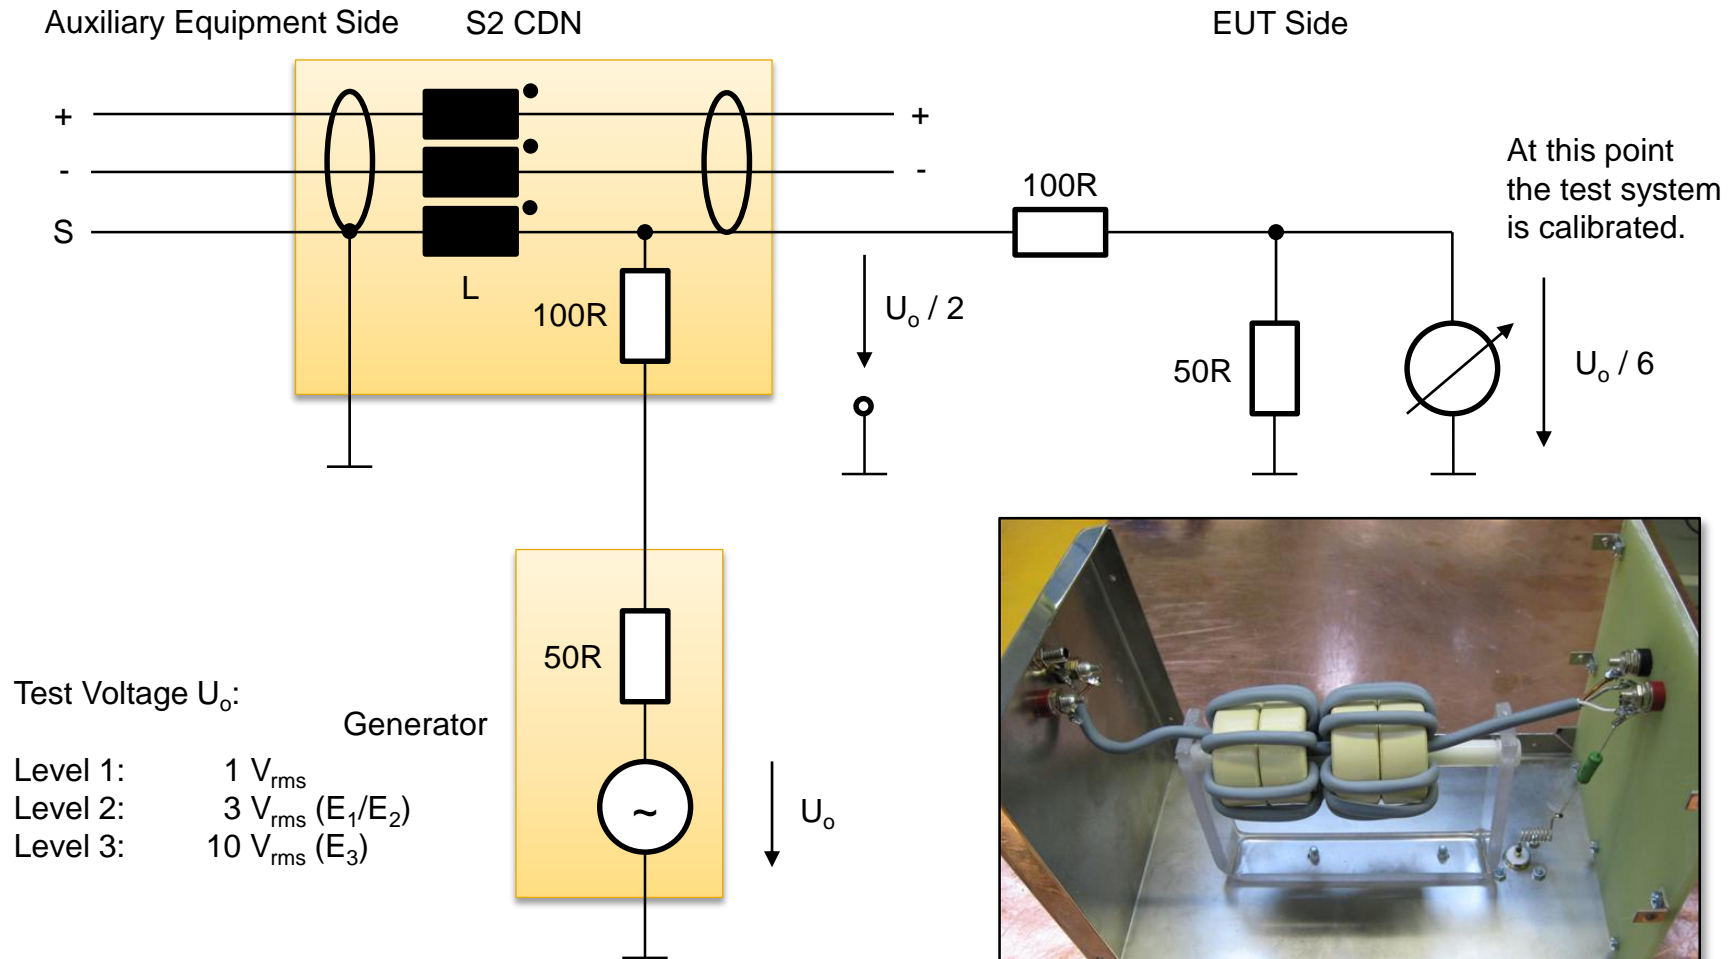 Auxiliary Equipment Side S2 CDN EUT Side
+ +
- -
S
L
100R
100R
At this point
the test system
is calibrated.
Uₒ / 2
50R
Uₒ / 6
50R
Generator
~
Uₒ
Test Voltage Uₒ:
Level 1: 1 Vrms
Level 2: 3 Vrms (E₁/E₂)
Level 3: 10 Vrms (E₃)